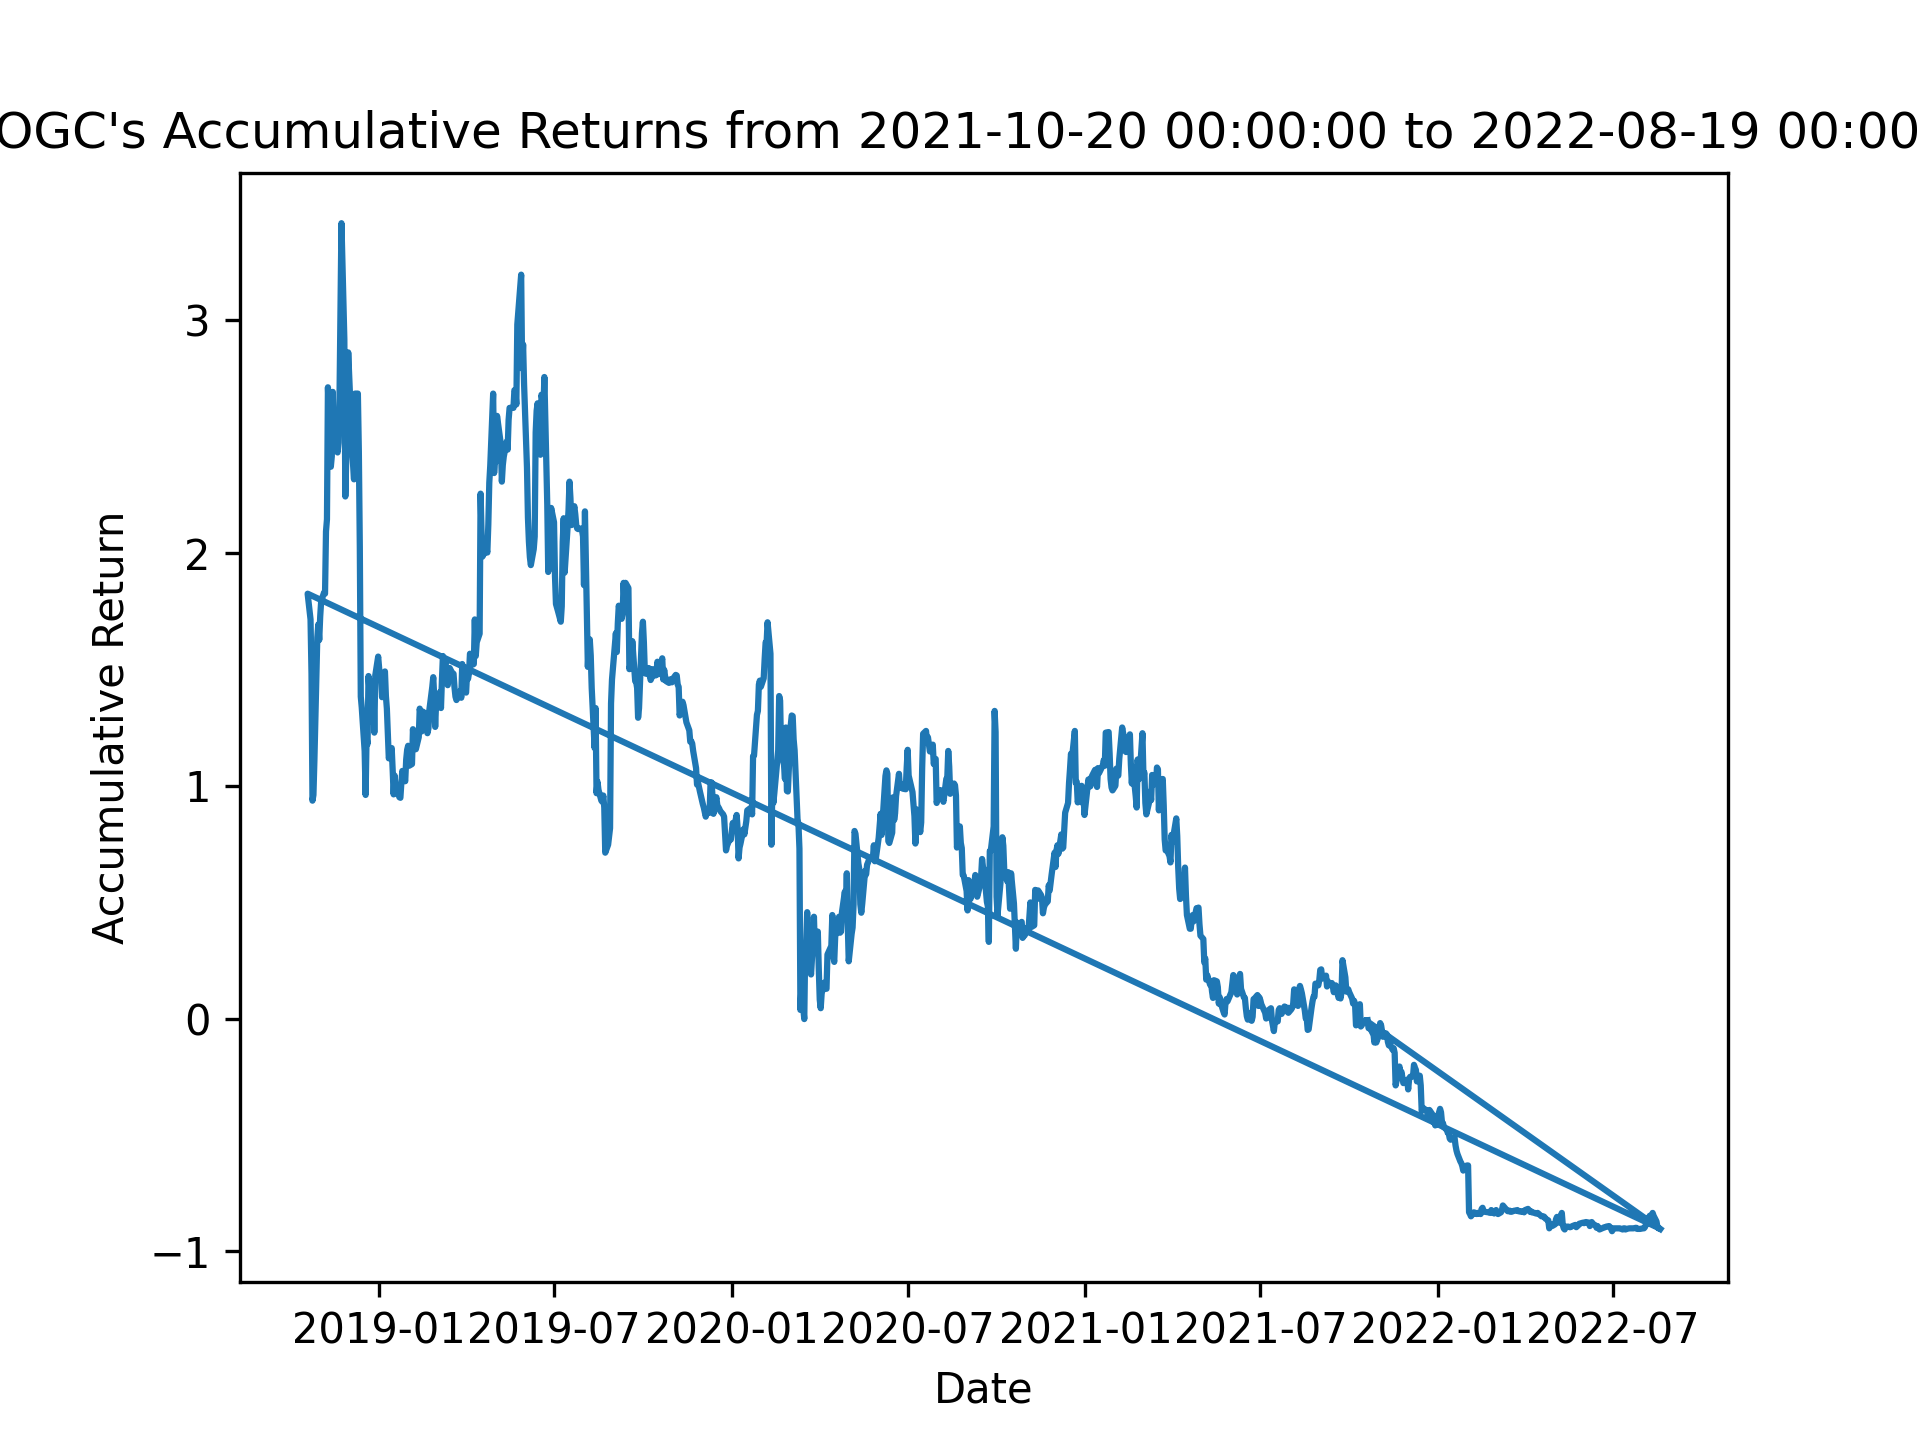 OGC's Accumulative Returns from 2021-10-20 00:00:00 to 2022-08-19 00:00
Accumulative Return
3
2
1
0
−1
2019-01 2019-07 2020-01 2020-07 2021-01 2021-07 2022-01 2022-07
Date